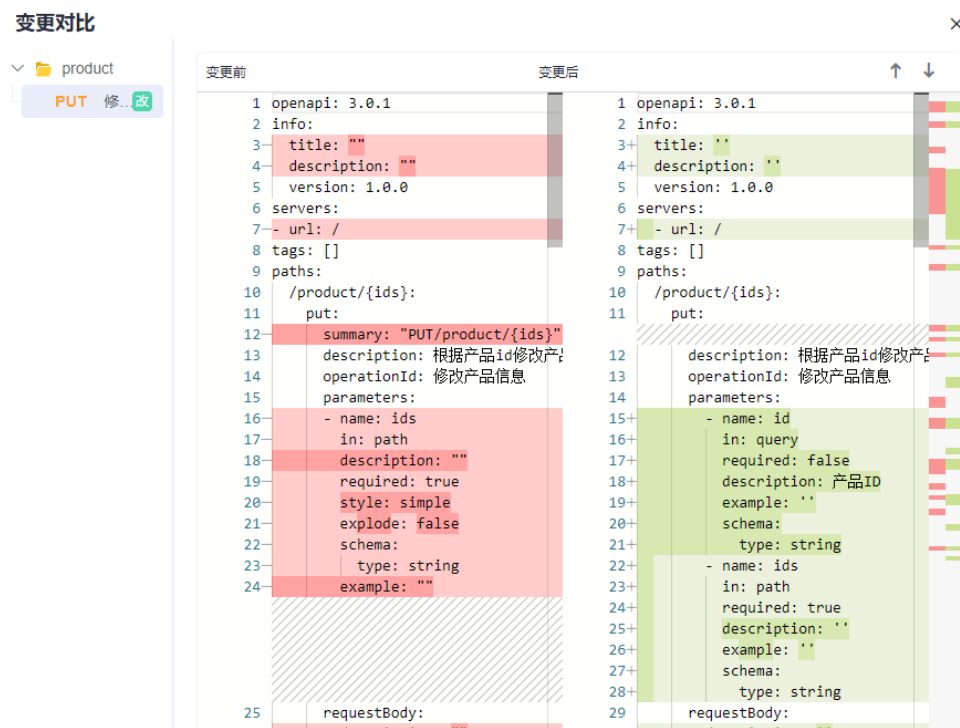 变更对比
product
PUT 修... 改
变更前
变更后
1 openapi: 3.0.1
2 info:
3- title: ""
4- description: ""
5 version: 1.0.0
6 servers:
7- - url: /
8 tags: []
9 paths:
10 /product/{ids}:
11 put:
12- summary: "PUT/product/{ids}"
13 description: 根据产品id修改产品
14 operationId: 修改产品信息
15 parameters:
16- - name: ids
17- in: path
18- description: ""
19- required: true
20- style: simple
21- explode: false
22- schema:
23- type: string
24- example: ""
25 requestBody:
1 openapi: 3.0.1
2 info:
3+ title: ''
4+ description: ''
5 version: 1.0.0
6 servers:
7+ - url: /
8 tags: []
9 paths:
10 /product/{ids}:
11 put:
12 description: 根据产品id修改产品
13 operationId: 修改产品信息
14 parameters:
15+ - name: id
16+ in: query
17+ required: false
18+ description: 产品ID
19+ example: ''
20+ schema:
21+ type: string
22+ - name: ids
23+ in: path
24+ required: true
25+ description: ''
26+ example: ''
27+ schema:
28+ type: string
29 requestBody: